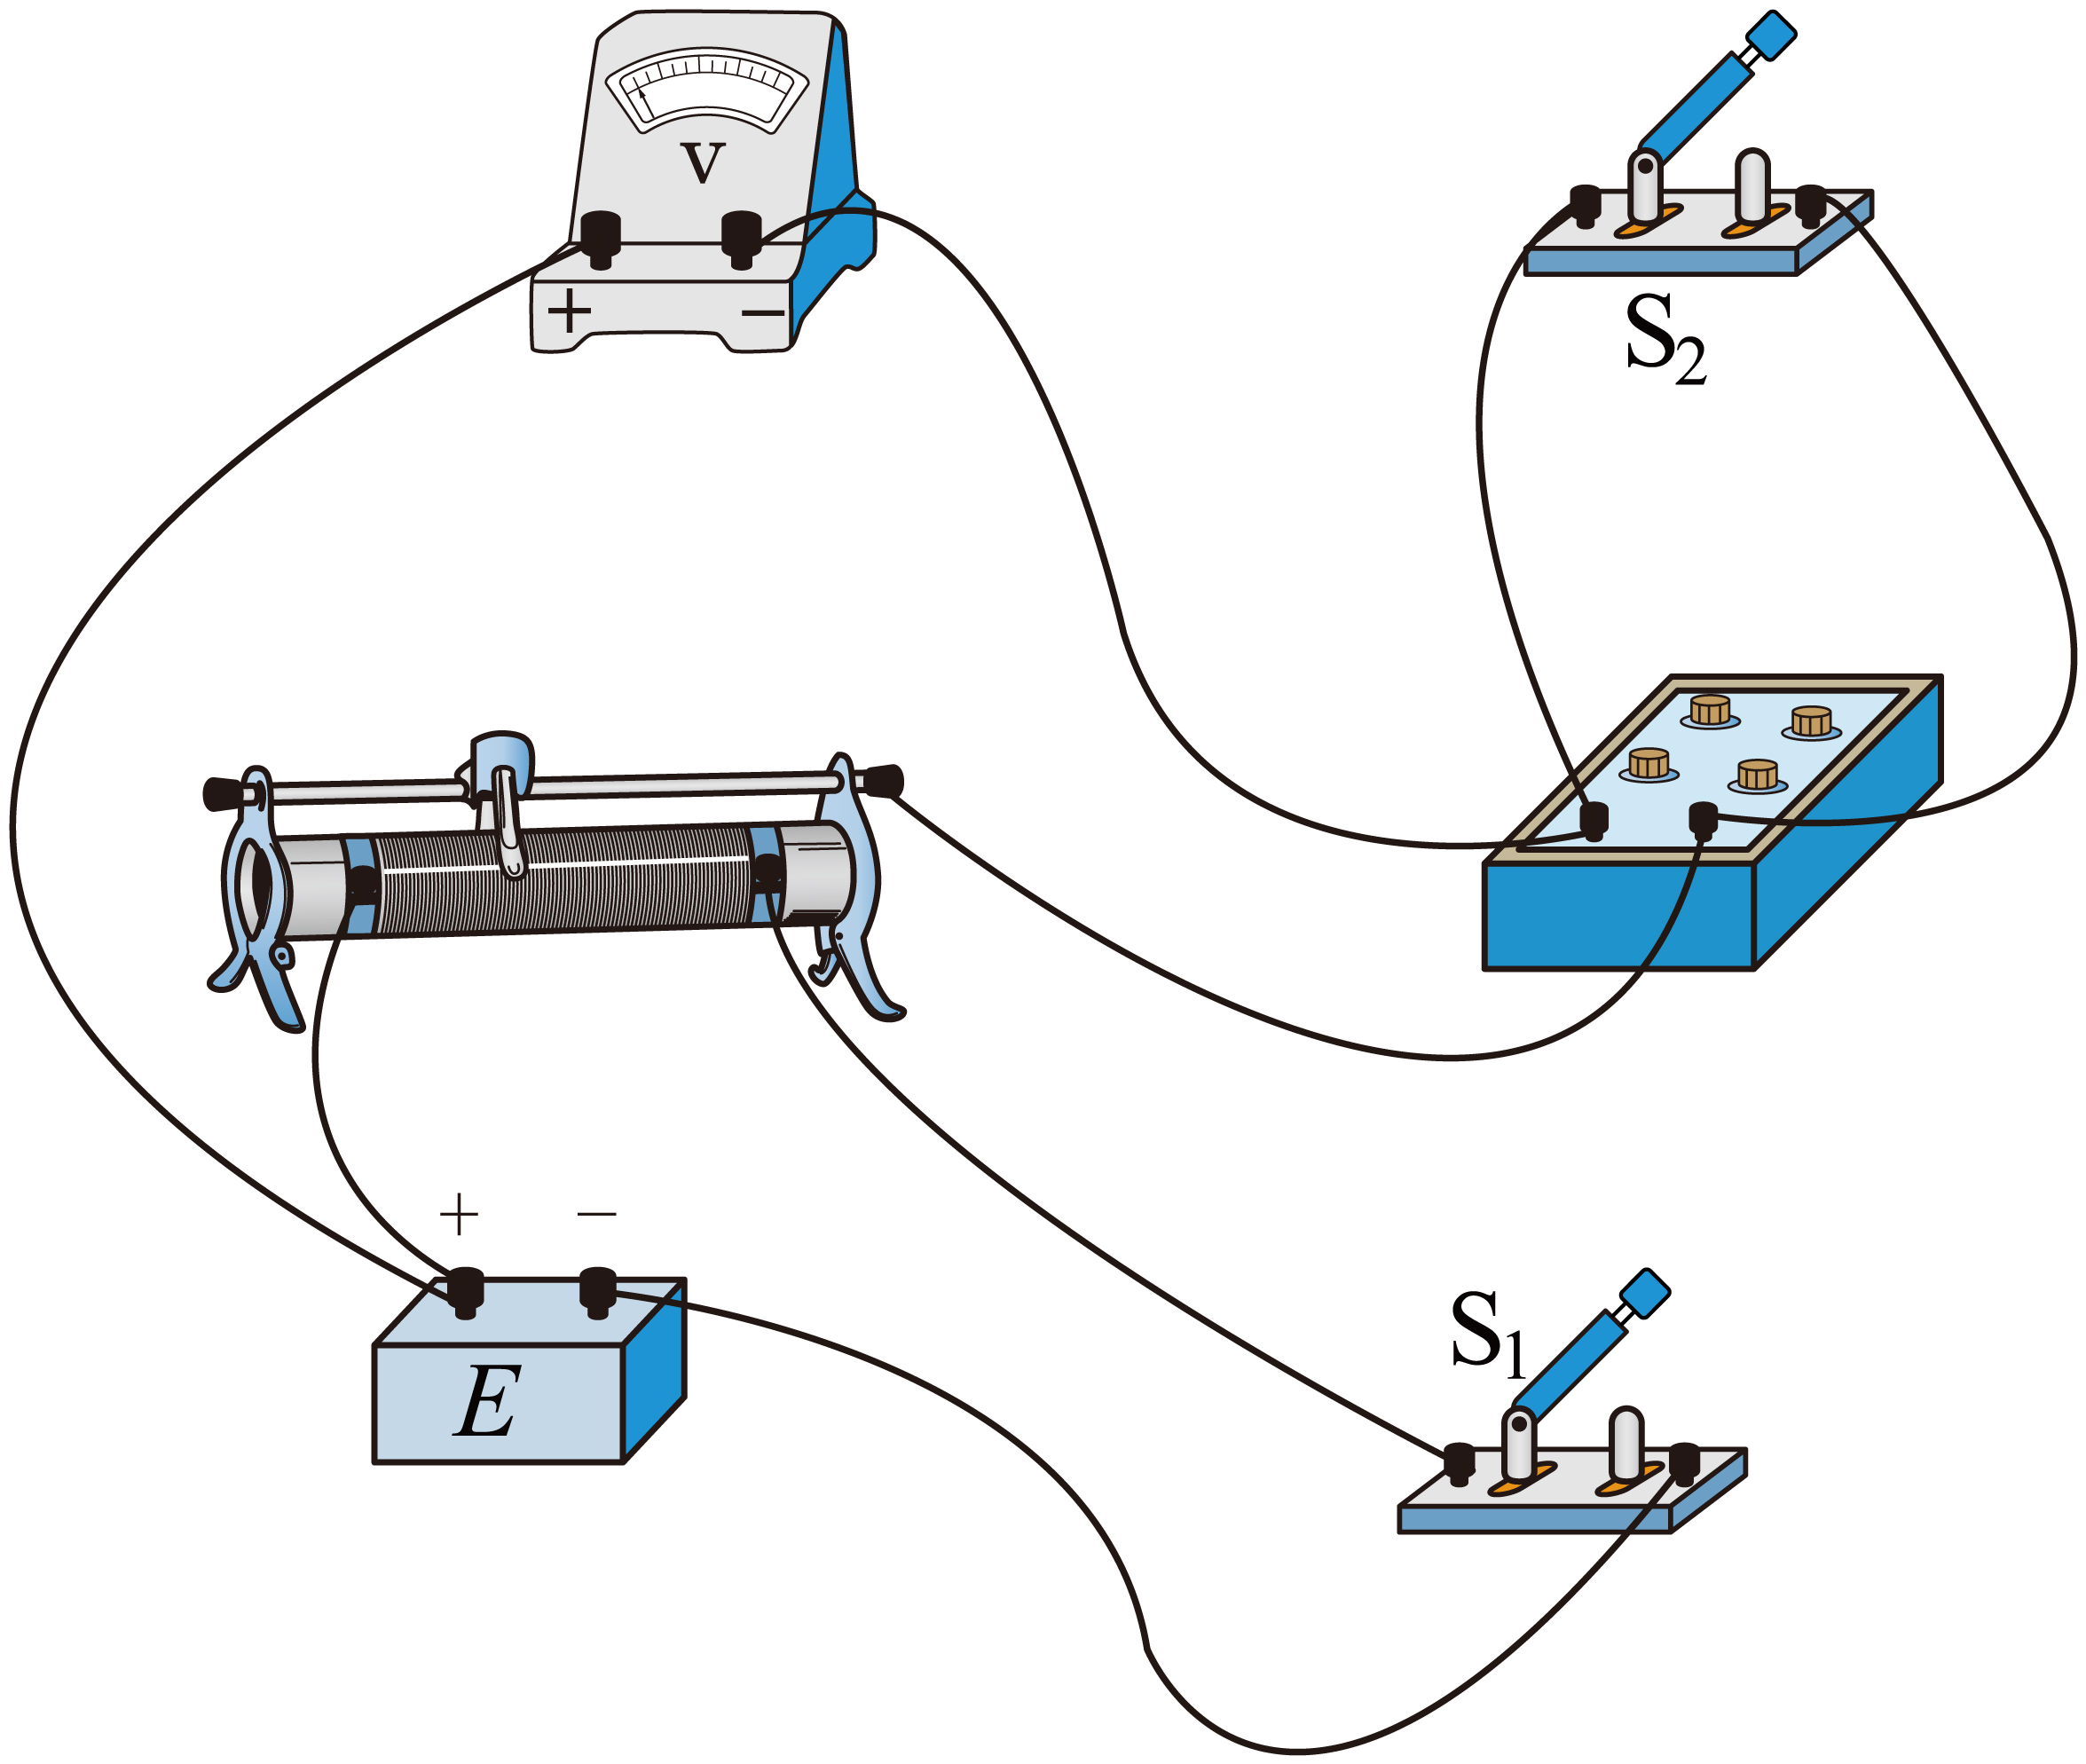 V
+ −
S₂
+ −
E
S₁